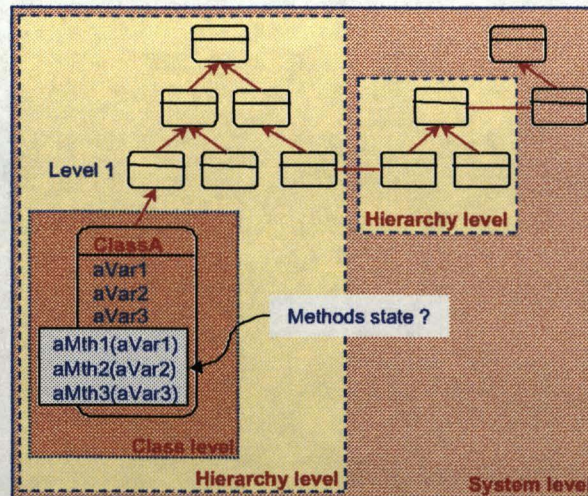 Level 1
Hierarchy level
ClassA
aVar1
aVar2
aVar3
Methods state ?
aMth1(aVar1)
aMth2(aVar2)
aMth3(aVar3)
Class level
Hierarchy level
System level